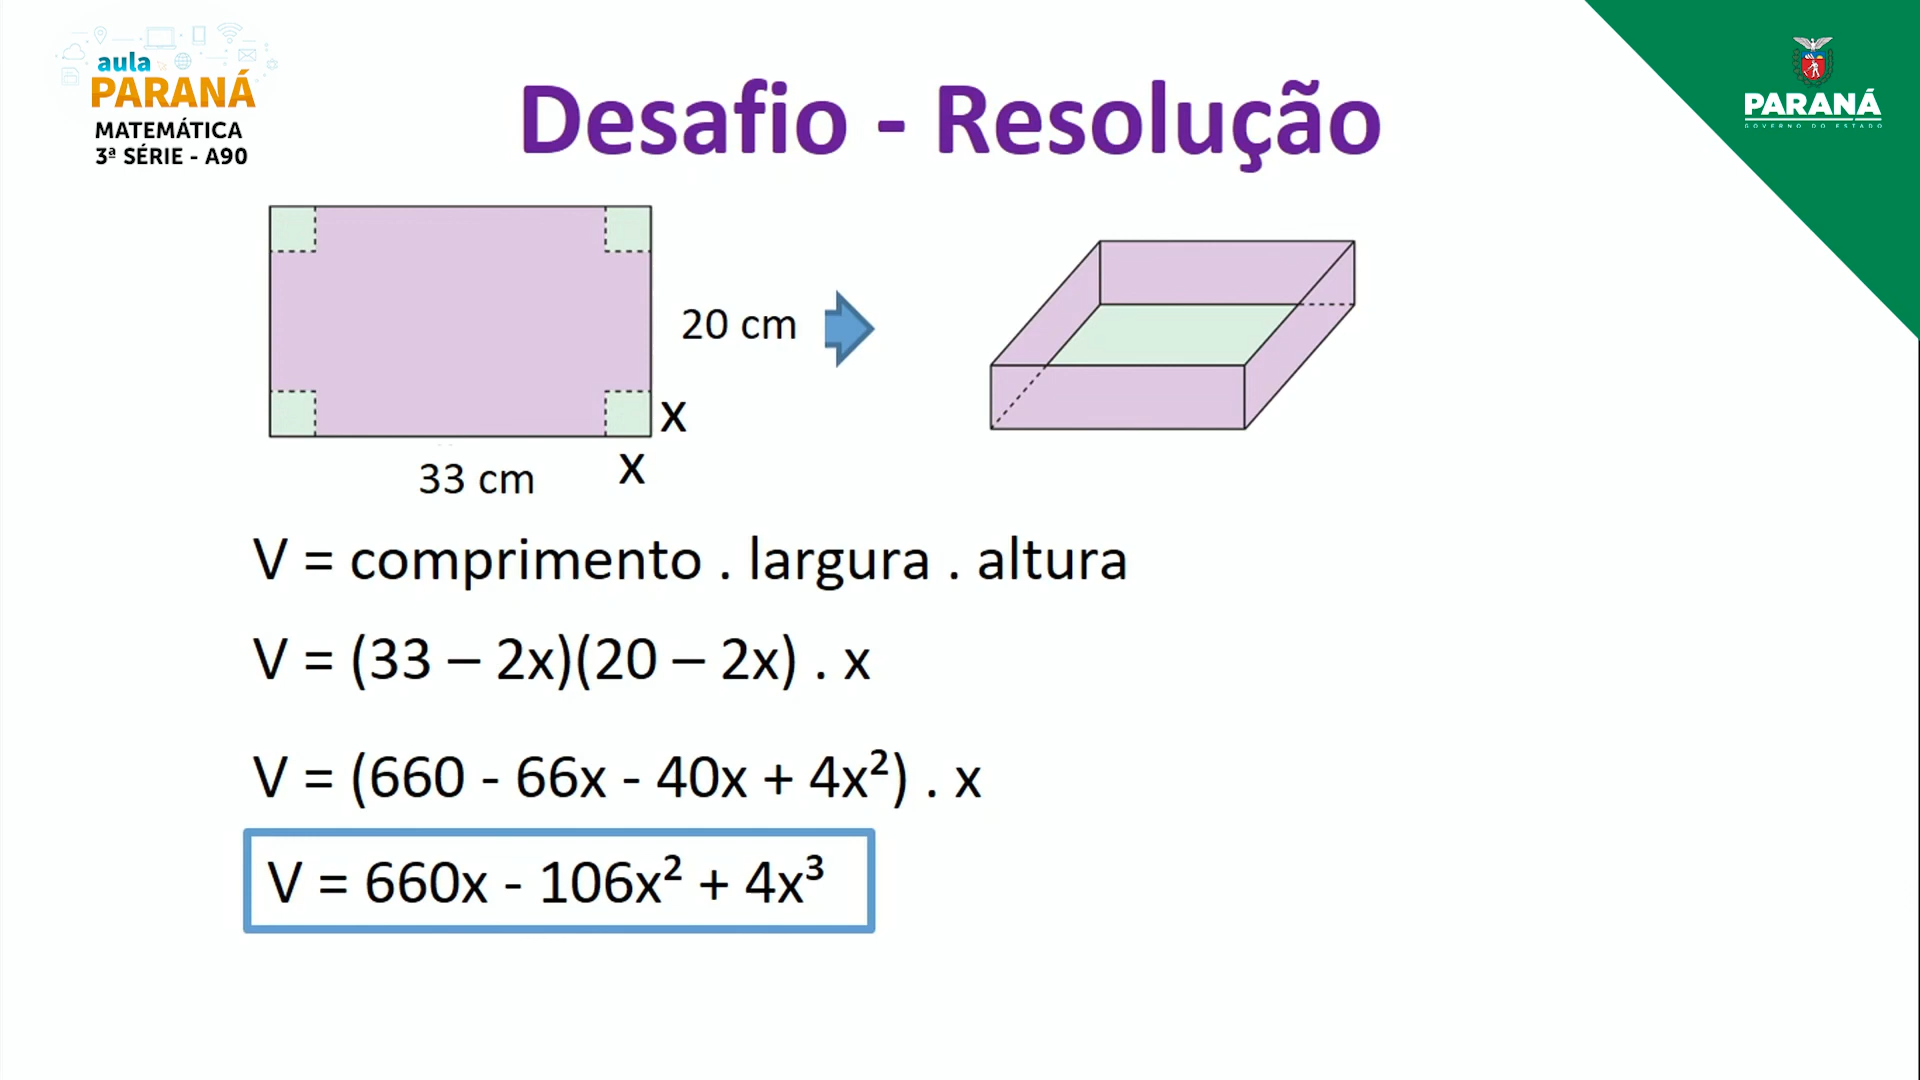 aula
PARANÁ
MATEMÁTICA
3ª SÉRIE - A90
Desafio - Resolução
PARANÁ
GOVERNO DO ESTADO
20 cm
x
x
33 cm
V = comprimento . largura . altura
V = (33 – 2x)(20 – 2x) . x
V = (660 - 66x - 40x + 4x²) . x
V = 660x - 106x² + 4x³